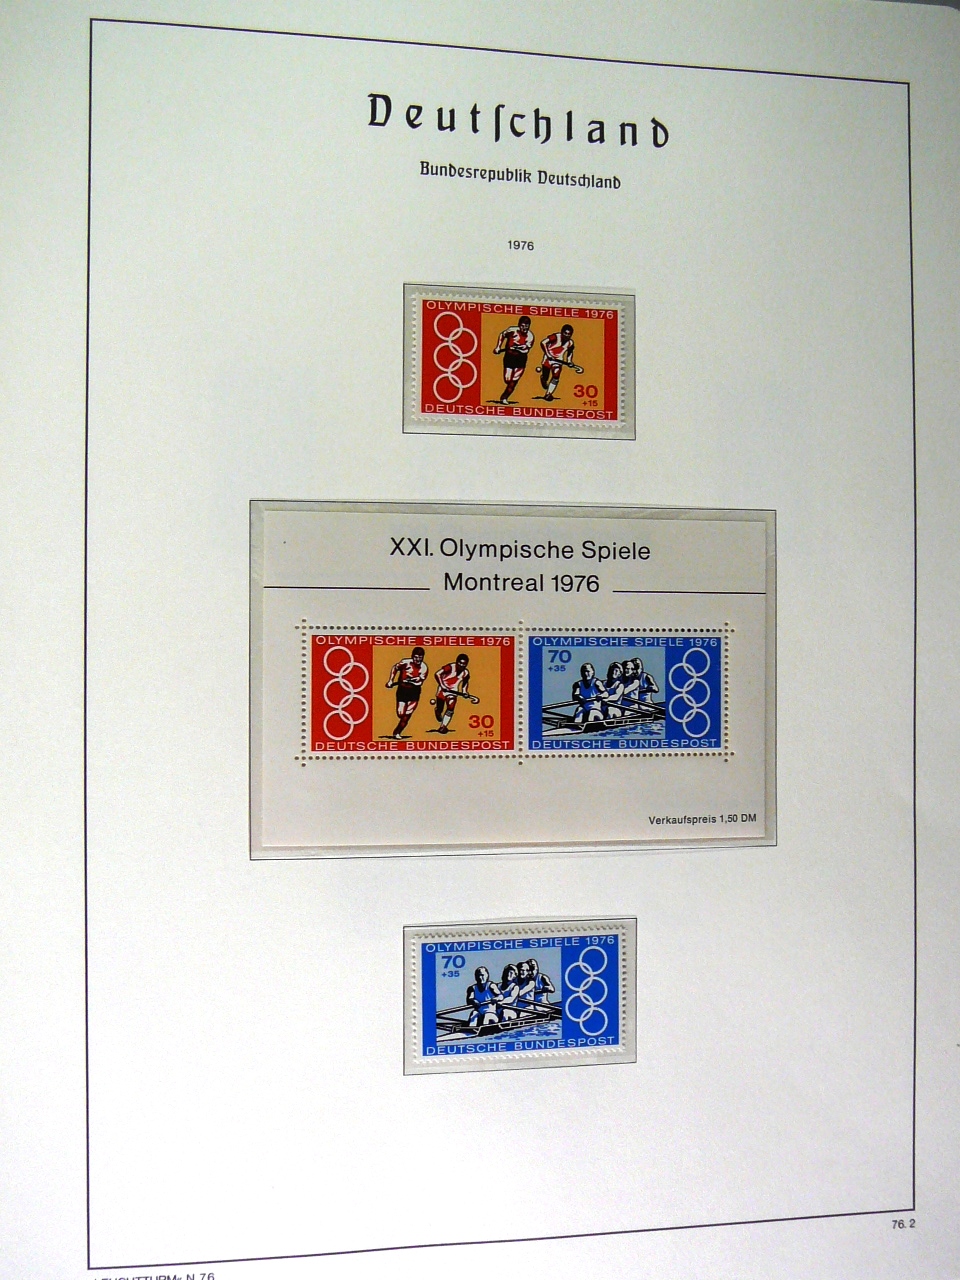 Deutſchland
Bundesrepublik Deutschland
1976
OLYMPISCHE SPIELE 1976
30
+15
DEUTSCHE BUNDESPOST
XXI. Olympische Spiele
Montreal 1976
OLYMPISCHE SPIELE 1976
30
+15
DEUTSCHE BUNDESPOST
OLYMPISCHE SPIELE 1976
70
+35
DEUTSCHE BUNDESPOST
Verkaufspreis 1,50 DM
OLYMPISCHE SPIELE 1976
70
+35
DEUTSCHE BUNDESPOST
76.2
LEUCHTTURM« N 76